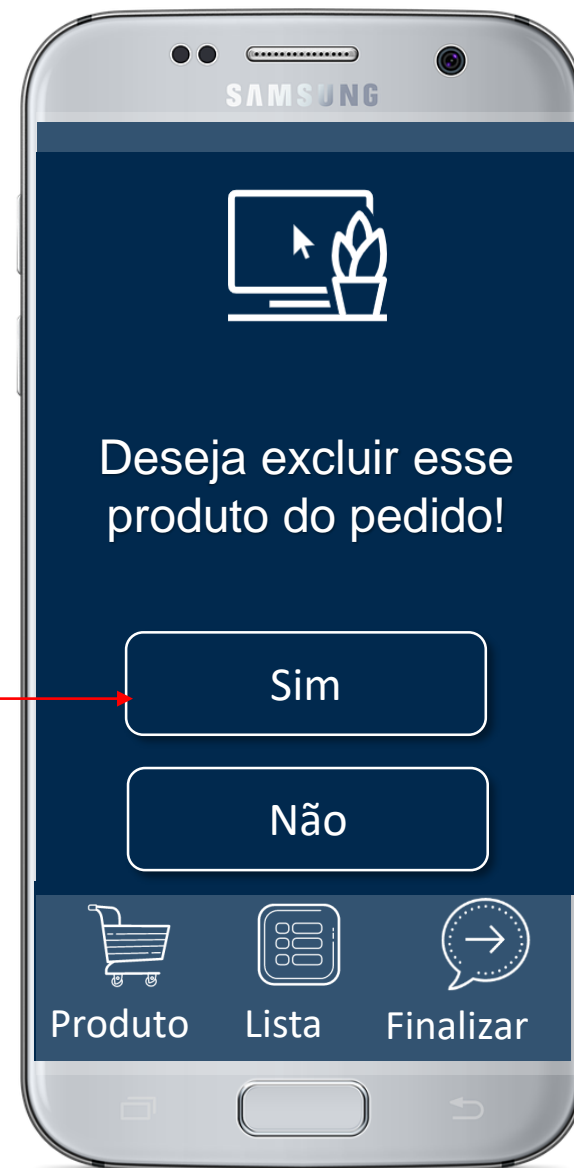 SAMSUNG
Deseja excluir esse
produto do pedido!
Sim
Não
Produto
Lista
Finalizar